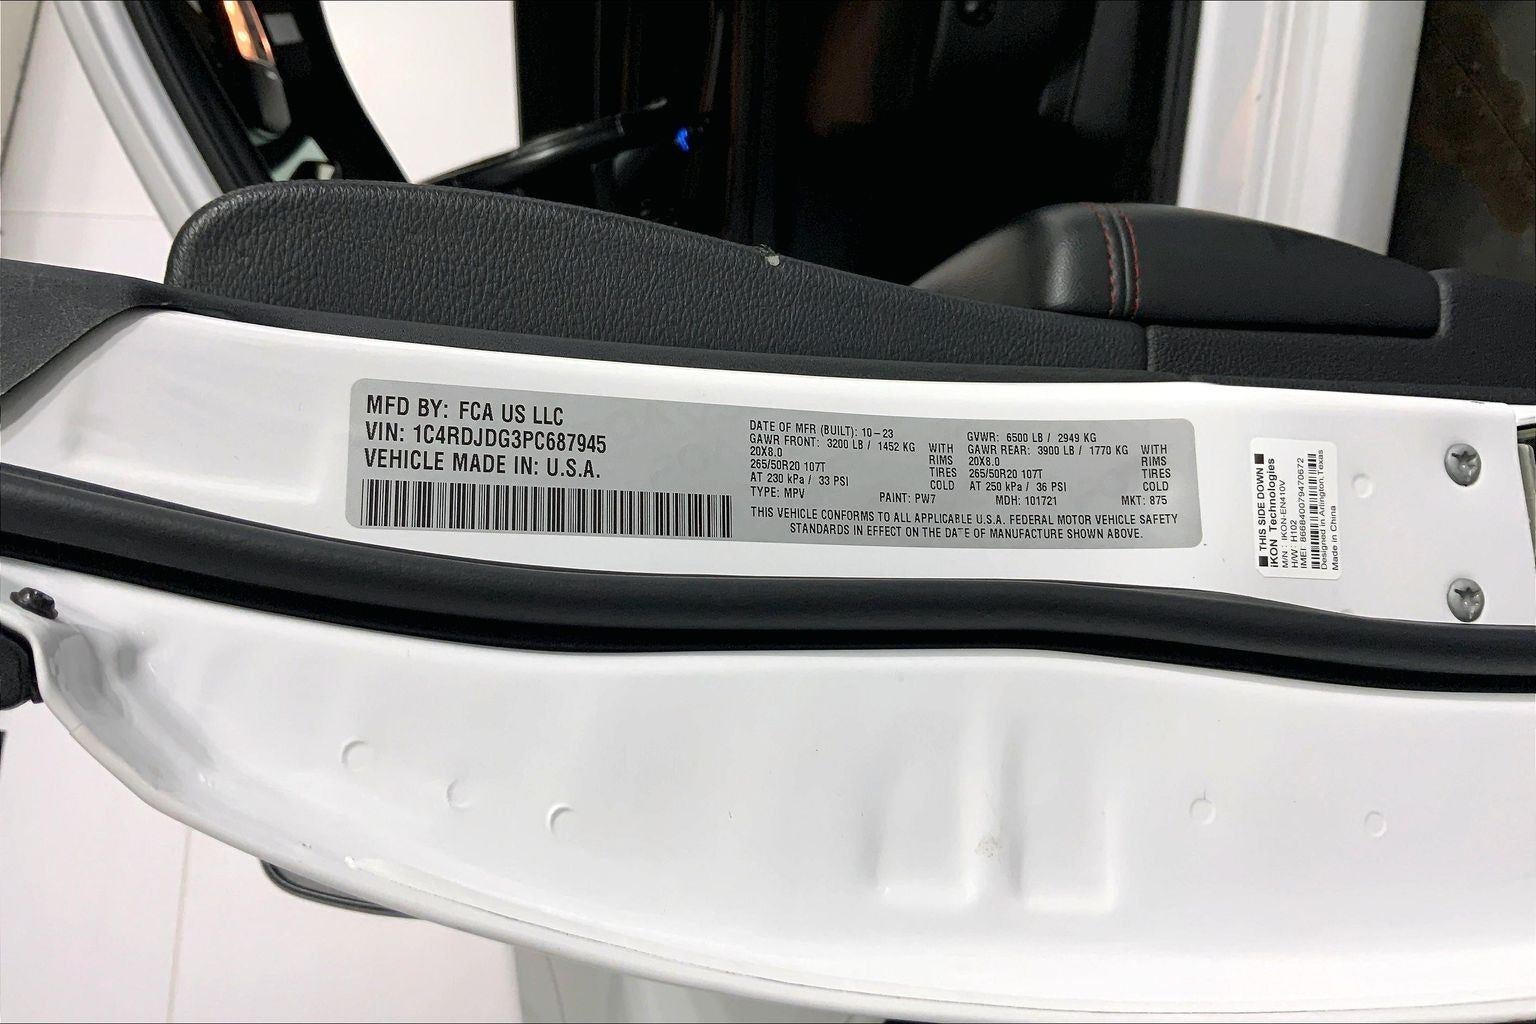 MFD BY: FCA US LLC
VIN: 1C4RDJDG3PC687945
VEHICLE MADE IN: U.S.A.
DATE OF MFR (BUILT): 10-23
GAWR FRONT: 3200 LB / 1452 KG WITH
20X8.0 RIMS
265/50R20 107T TIRES
AT 230 kPa / 33 PSI COLD
TYPE: MPV
GVWR: 6500 LB / 2949 KG
GAWR REAR: 3900 LB / 1770 KG WITH
20X8.0 RIMS
265/50R20 107T TIRES
AT 250 kPa / 36 PSI COLD
PAINT: PW7 MDH: 101721 MKT: 875
THIS VEHICLE CONFORMS TO ALL APPLICABLE U.S.A. FEDERAL MOTOR VEHICLE SAFETY
STANDARDS IN EFFECT ON THE DATE OF MANUFACTURE SHOWN ABOVE.
THIS SIDE DOWN
iKON Technologies
M/N : IKON-EN410V
H/W: H102
IMEI: 866840079470672
Designed in Arlington, Texas
Made in China